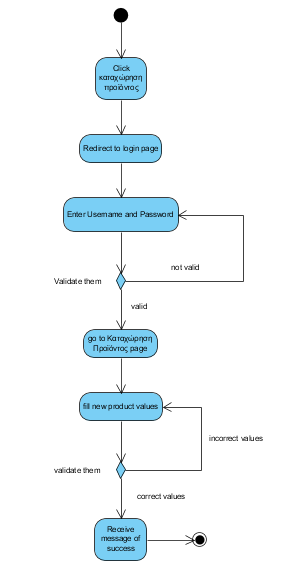 Click
καταχώρηση
προϊόντος
Redirect to login page
Enter Username and Password
not valid
Validate them
valid
go to Καταχώρηση
Προϊόντος page
fill new product values
incorrect values
validate them
correct values
Receive
message of
success